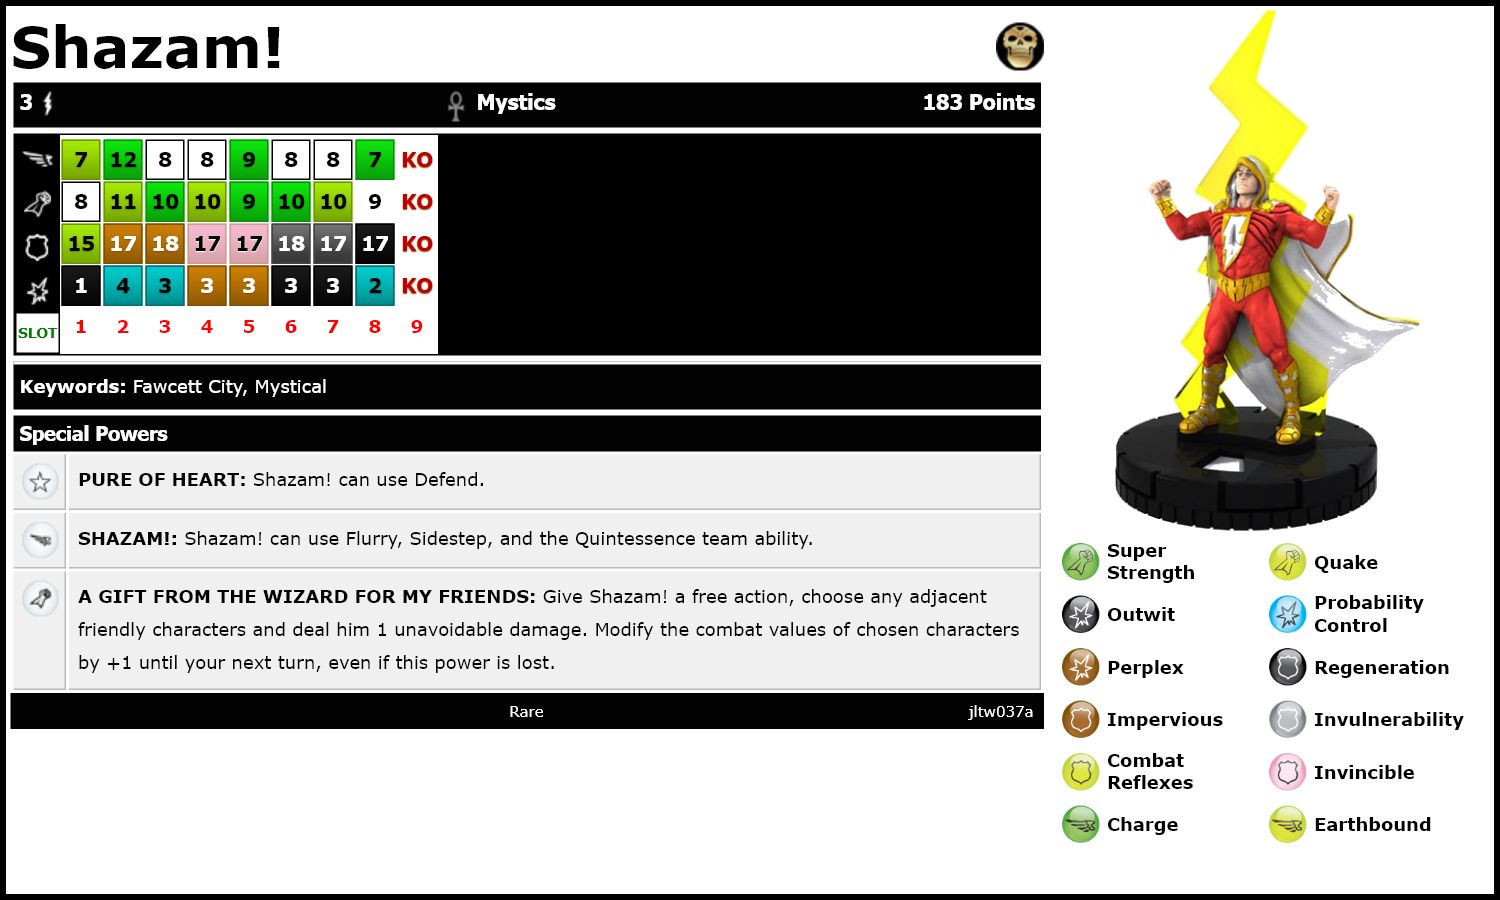 Shazam!
3 Mystics 183 Points
7 12 8 8 9 8 8 7 KO
8 11 10 10 9 10 10 9 KO
15 17 18 17 17 18 17 17 KO
1 4 3 3 3 3 3 2 KO
SLOT 1 2 3 4 5 6 7 8 9
Keywords: Fawcett City, Mystical
Special Powers
PURE OF HEART: Shazam! can use Defend.
SHAZAM!: Shazam! can use Flurry, Sidestep, and the Quintessence team ability.
A GIFT FROM THE WIZARD FOR MY FRIENDS: Give Shazam! a free action, choose any adjacent
friendly characters and deal him 1 unavoidable damage. Modify the combat values of chosen characters
by +1 until your next turn, even if this power is lost.
Rare jltw037a
Super
Strength
Quake
Outwit
Probability
Control
Perplex
Regeneration
Impervious
Invulnerability
Combat
Reflexes
Invincible
Charge
Earthbound